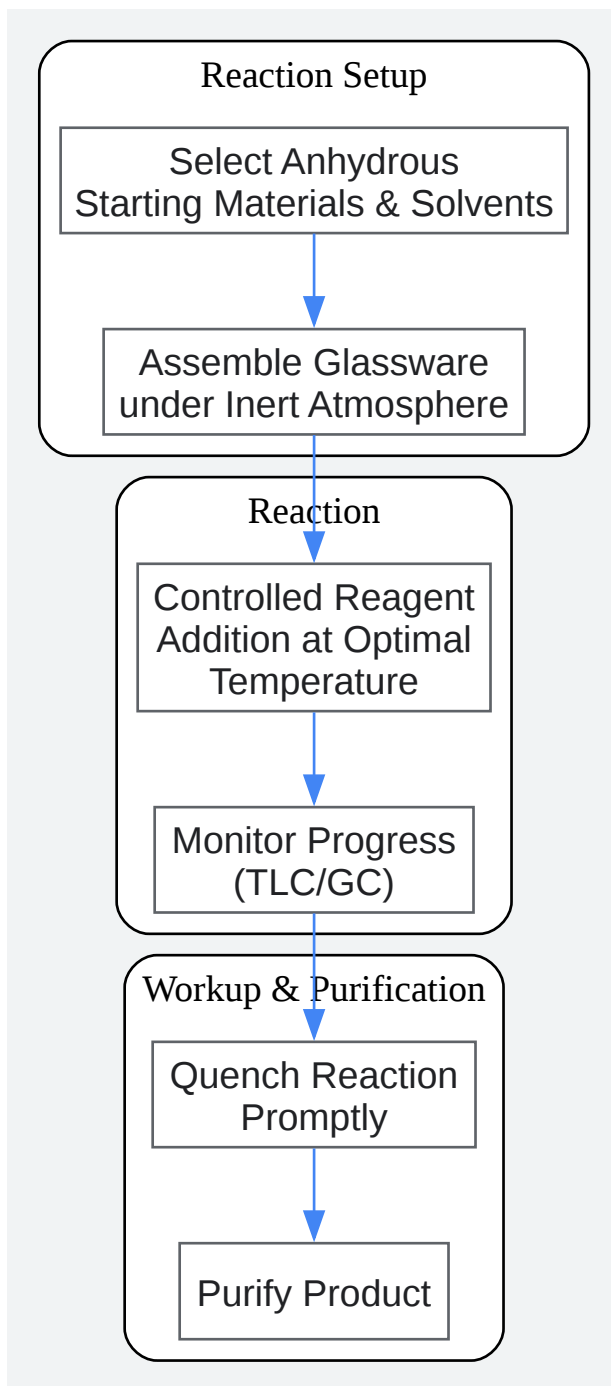 Reaction Setup
Select Anhydrous
Starting Materials & Solvents
Assemble Glassware
under Inert Atmosphere
Reaction
Controlled Reagent
Addition at Optimal
Temperature
Monitor Progress
(TLC/GC)
Workup & Purification
Quench Reaction
Promptly
Purify Product